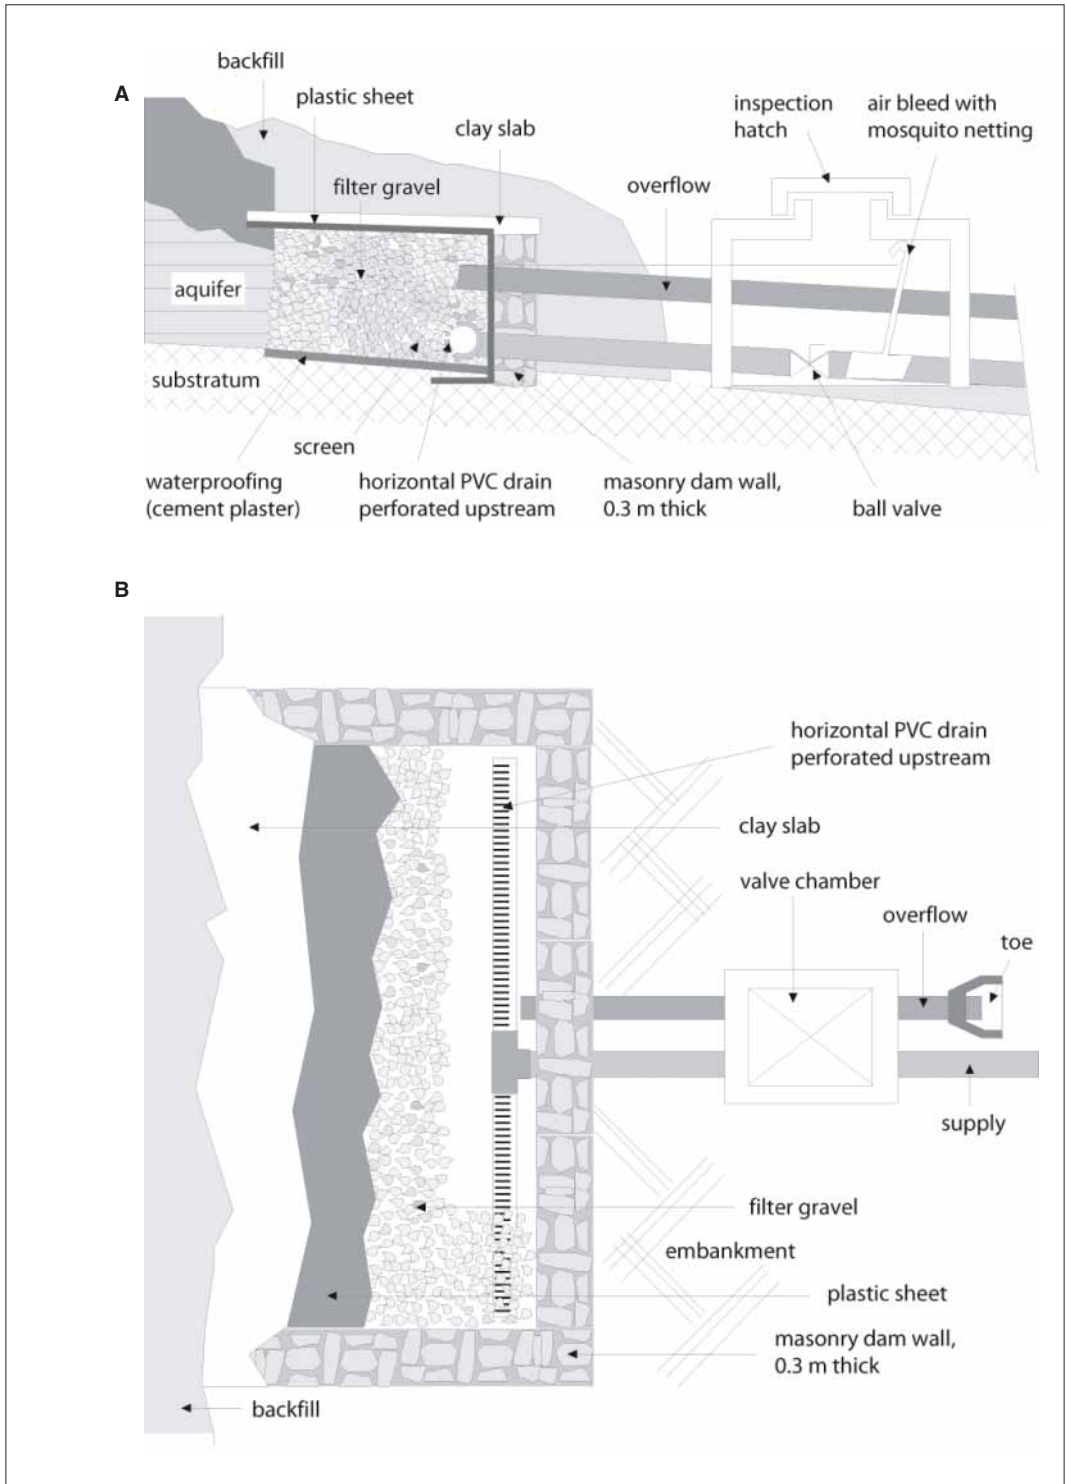 A
backfill
plastic sheet
clay slab
filter gravel
inspection
hatch
air bleed with
mosquito netting
overflow
aquifer
substratum
screen
waterproofing
(cement plaster)
horizontal PVC drain
perforated upstream
masonry dam wall,
0.3 m thick
ball valve
B
horizontal PVC drain
perforated upstream
clay slab
valve chamber
overflow
toe
supply
filter gravel
embankment
plastic sheet
masonry dam wall,
0.3 m thick
backfill